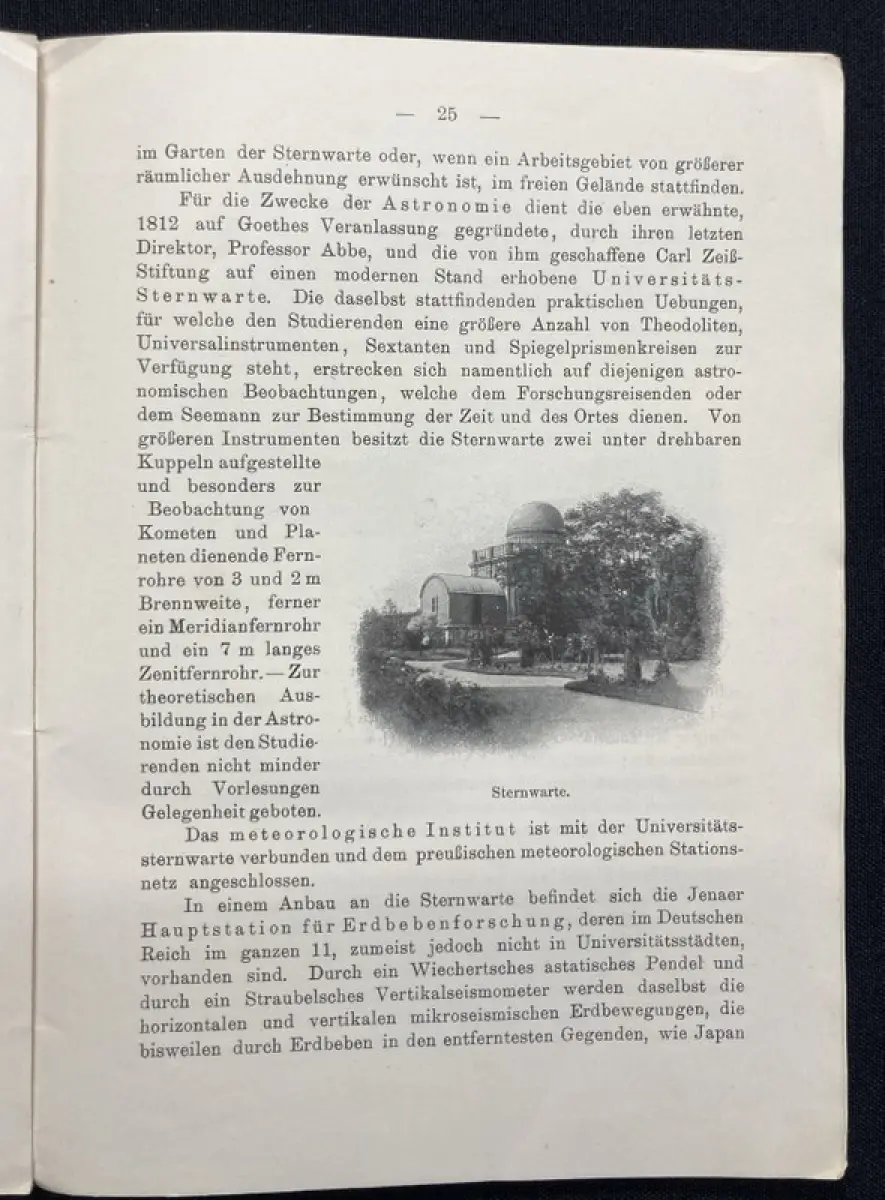 — 25 —
im Garten der Sternwarte oder, wenn ein Arbeitsgebiet von größerer
räumlicher Ausdehnung erwünscht ist, im freien Gelände stattfinden.
Für die Zwecke der Astronomie dient die eben erwähnte,
1812 auf Goethes Veranlassung gegründete, durch ihren letzten
Direktor, Professor Abbe, und die von ihm geschaffene Carl Zeiß-
Stiftung auf einen modernen Stand erhobene Universitäts-
Sternwarte. Die daselbst stattfindenden praktischen Uebungen,
für welche den Studierenden eine größere Anzahl von Theodoliten,
Universalinstrumenten, Sextanten und Spiegelprismenkreisen zur
Verfügung steht, erstrecken sich namentlich auf diejenigen astro-
nomischen Beobachtungen, welche dem Forschungsreisenden oder
dem Seemann zur Bestimmung der Zeit und des Ortes dienen. Von
größeren Instrumenten besitzt die Sternwarte zwei unter drehbaren
Kuppeln aufgestellte
und besonders zur
Beobachtung von
Kometen und Pla-
neten dienende Fern-
rohre von 3 und 2 m
Brennweite, ferner
ein Meridianfernrohr
und ein 7 m langes
Zenitfernrohr. — Zur
theoretischen Aus-
bildung in der Astro-
nomie ist den Studie-
renden nicht minder
durch Vorlesungen
Gelegenheit geboten.
Sternwarte.
Das meteorologische Institut ist mit der Universitäts-
sternwarte verbunden und dem preußischen meteorologischen Stations-
netz angeschlossen.
In einem Anbau an die Sternwarte befindet sich die Jenaer
Hauptstation für Erdbebenforschung, deren im Deutschen
Reich im ganzen 11, zumeist jedoch nicht in Universitätsstädten,
vorhanden sind. Durch ein Wiechertsches astatisches Pendel und
durch ein Straubelsches Vertikalseismometer werden daselbst die
horizontalen und vertikalen mikroseismischen Erdbewegungen, die
bisweilen durch Erdbeben in den entferntesten Gegenden, wie Japan